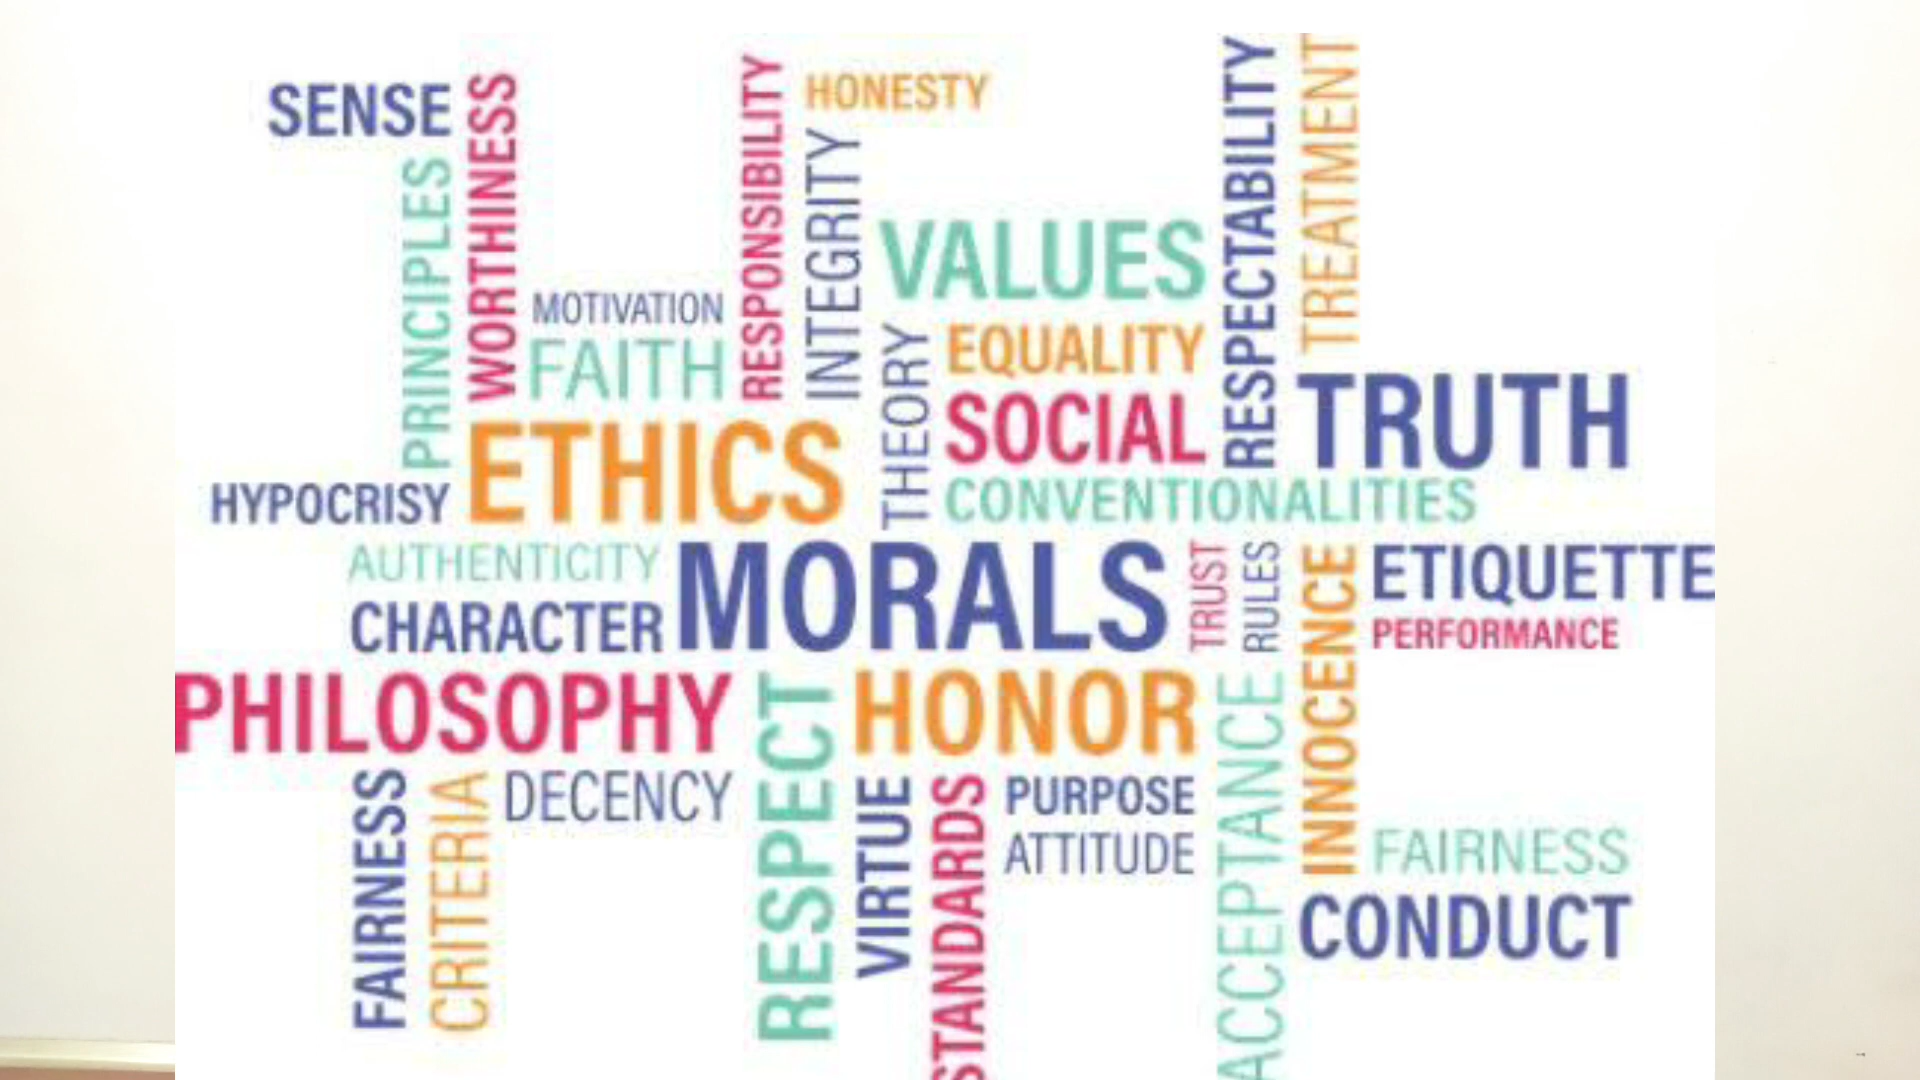 SENSE
PRINCIPLES
WORTHINESS
MOTIVATION
FAITH
RESPONSIBILITY
HONESTY
INTEGRITY
VALUES
THEORY
EQUALITY
SOCIAL
RESPECTABILITY
TREATMENT
TRUTH
HYPOCRISY
ETHICS
CONVENTIONALITIES
AUTHENTICITY
CHARACTER
MORALS
TRUST
RULES
INNOCENCE
ETIQUETTE
PERFORMANCE
PHILOSOPHY
RESPECT
HONOR
ACCEPTANCE
FAIRNESS
CRITERIA
DECENCY
VIRTUE
STANDARDS
PURPOSE
ATTITUDE
FAIRNESS
CONDUCT